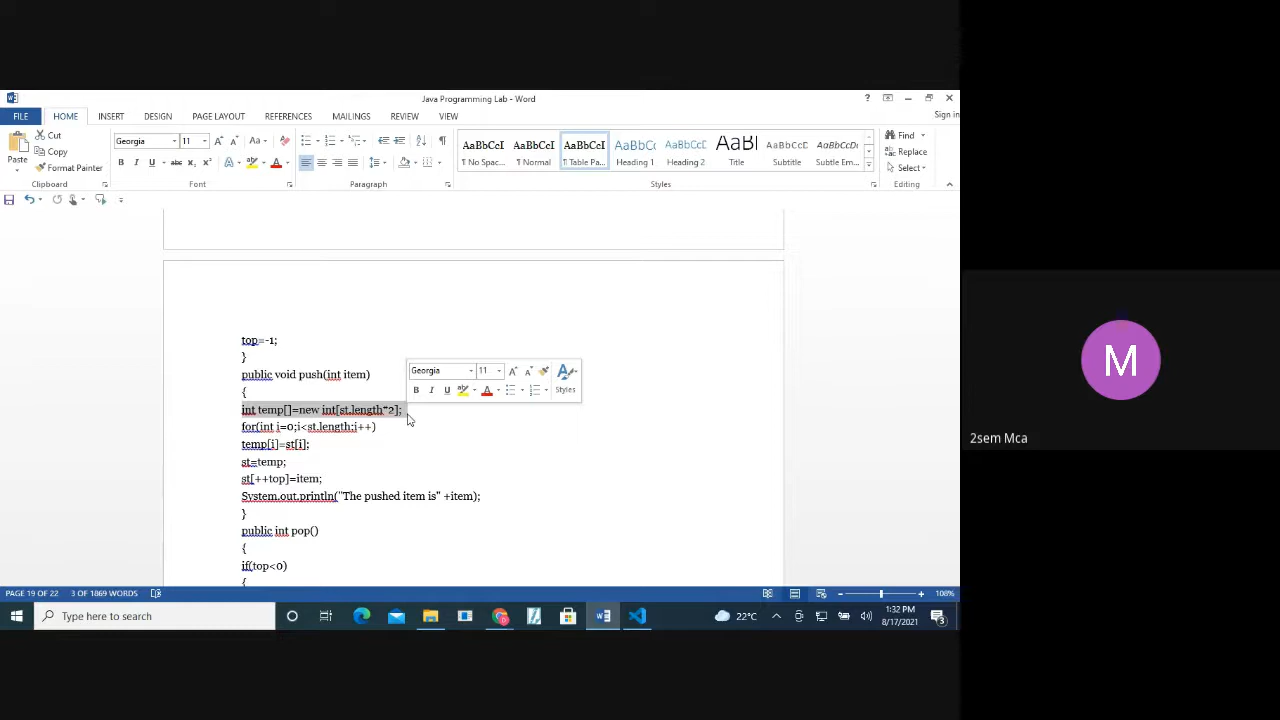 Java Programming Lab - Word
Sign in
FILE HOME INSERT DESIGN PAGE LAYOUT REFERENCES MAILINGS REVIEW VIEW
Paste
Cut
Copy
Format Painter
Clipboard
Georgia 11
Font
Paragraph
AaBbCcI AaBbCcI AaBbCcI AaBbCc AaBbCc AaBl AaBbCcD AaBbCcDc
¶ No Spac... ¶ Normal ¶ Table Pa... Heading 1 Heading 2 Title Subtitle Subtle Em...
Styles
Find
Replace
Select
Editing
top=-1;
}
public void push(int item)
{
int temp[]=new int[st.length*2];
for(int i=0;i<st.length;i++)
temp[i]=st[i];
st=temp;
st[++top]=item;
System.out.println("The pushed item is" +item);
}
public int pop()
{
if(top<0)
{
Georgia 11
B I U
Styles
PAGE 19 OF 22 3 OF 1869 WORDS
108%
Type here to search
22°C
1:32 PM
8/17/2021
3
M
2sem Mca